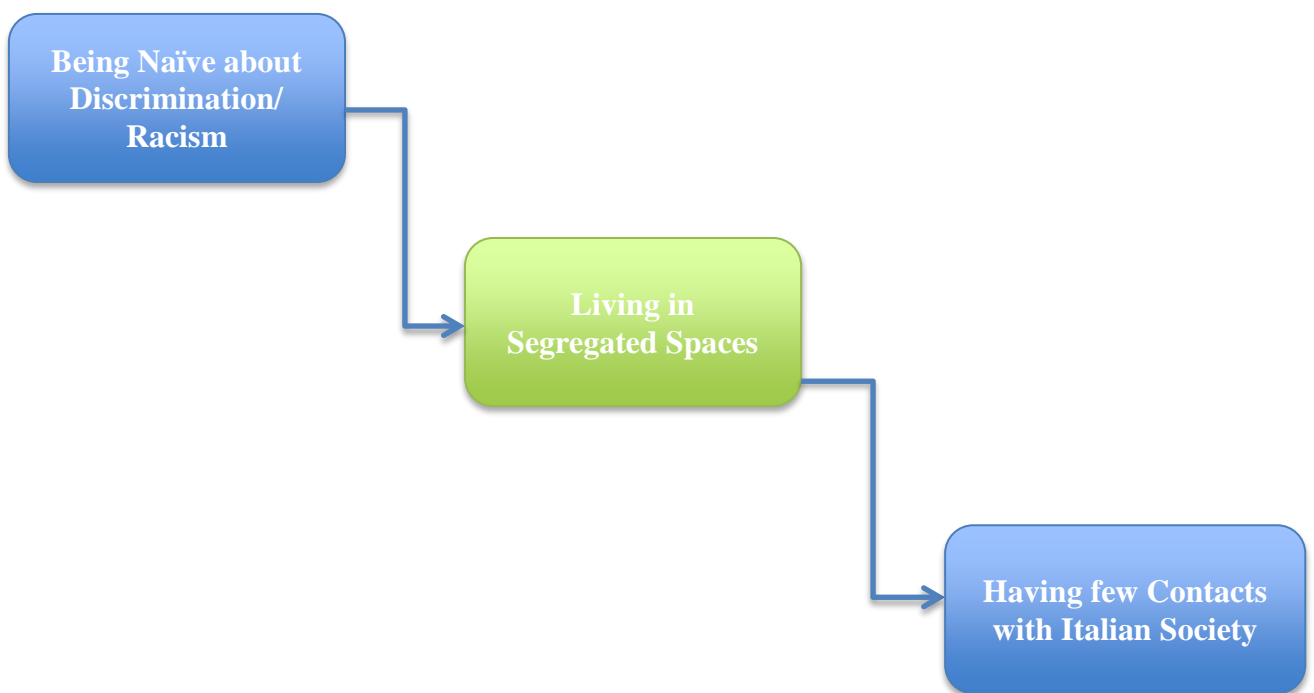 Being Naïve about
Discrimination/
Racism
Living in
Segregated Spaces
Having few Contacts
with Italian Society